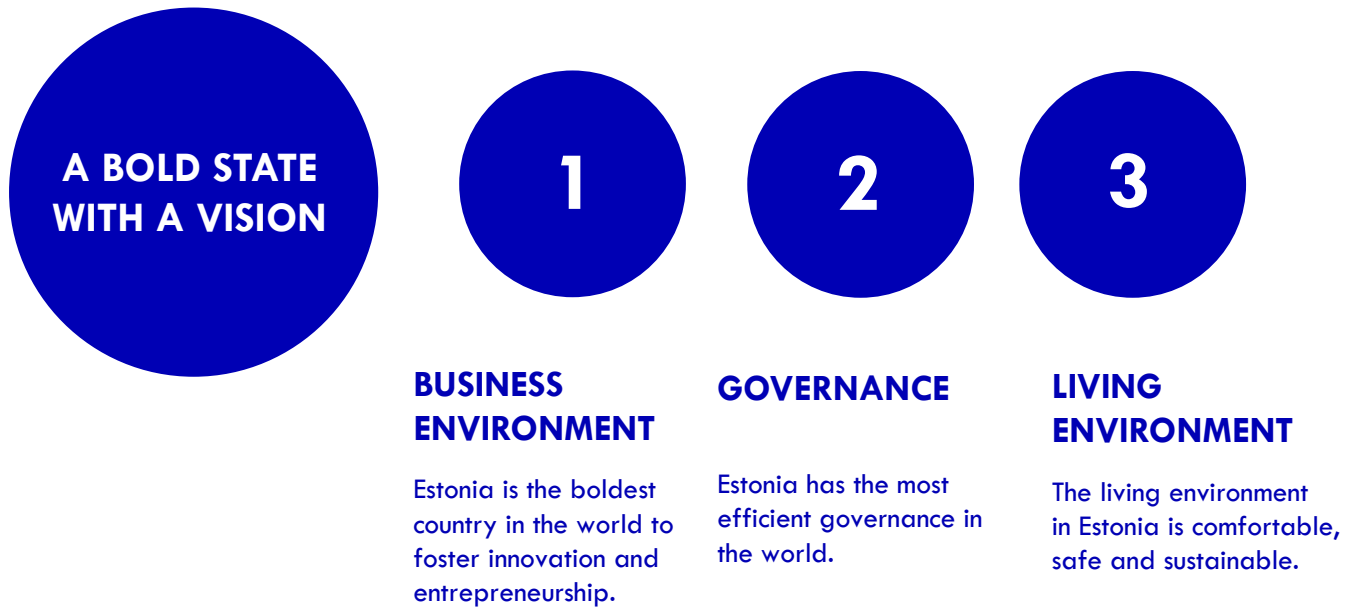 A BOLD STATE
WITH A VISION
1
2
3
BUSINESS
ENVIRONMENT
Estonia is the boldest
country in the world to
foster innovation and
entrepreneurship.
GOVERNANCE
Estonia has the most
efficient governance in
the world.
LIVING
ENVIRONMENT
The living environment
in Estonia is comfortable,
safe and sustainable.